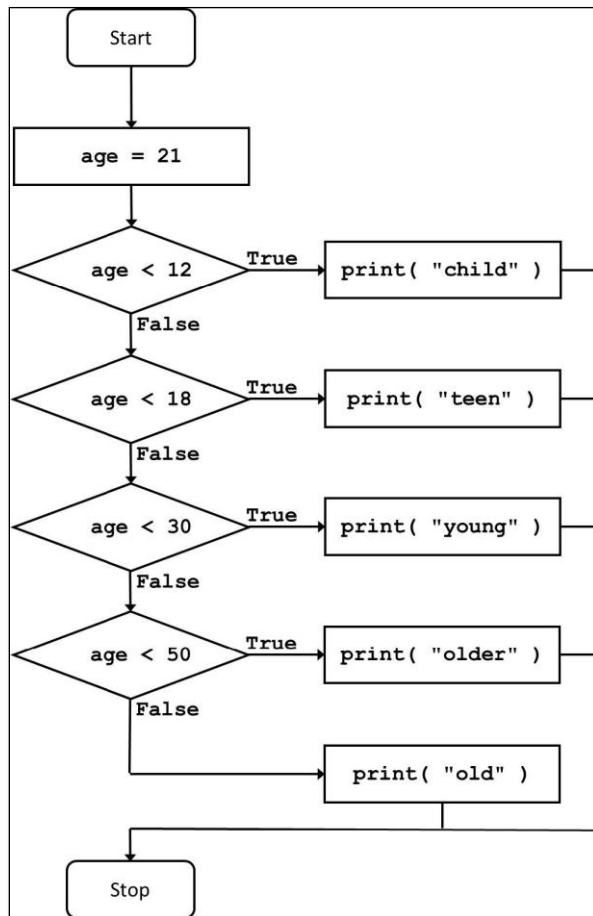 Start
age = 21
age < 12
True
print( "child" )
False
age < 18
True
print( "teen" )
False
age < 30
True
print( "young" )
False
age < 50
True
print( "older" )
False
print( "old" )
Stop